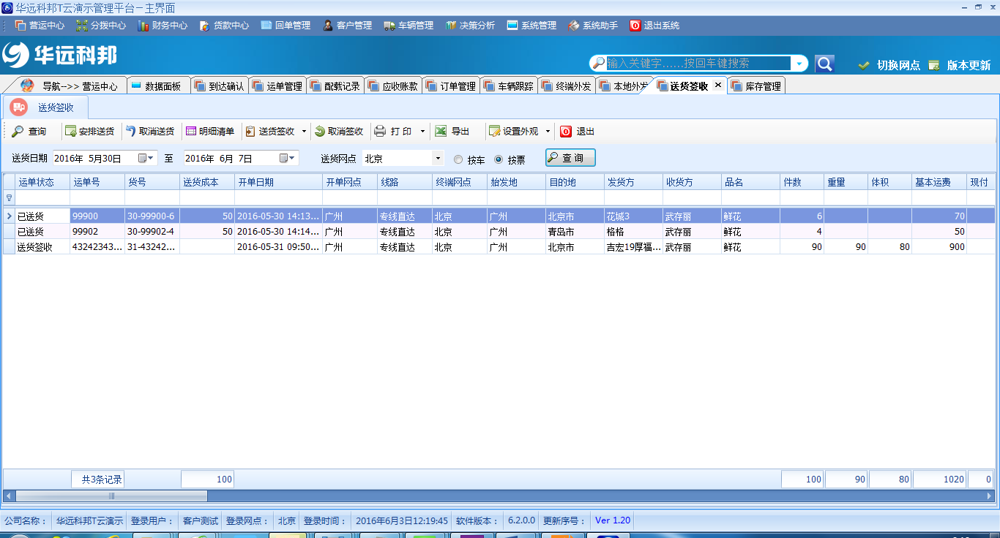 华远科邦T云演示管理平台－主界面
营运中心 分拨中心 财务中心 货款中心 回单管理 客户管理 车辆管理 决策分析 系统管理 系统助手 退出系统
华远科邦
输入关键字……按回车键搜索
切换网点 版本更新
导航-->> 营运中心 数据面板 到达确认 运单管理 配载记录 应收账款 订单管理 车辆跟踪 终端外发 本地外发 送货签收 库存管理
送货签收
查询 安排送货 取消送货 明细清单 送货签收 取消签收 打 印 导出 设置外观 退出
送货日期 2016年 5月30日 至 2016年 6月 7日 送货网点 北京 按车 按票 查 询
运单状态 运单号 货号 送货成本 开单日期 开单网点 线路 终端网点 始发地 目的地 发货方 收货方 品名 件数 重量 体积 基本运费 现付
已送货 99900 30-99900-6 50 2016-05-30 14:13... 广州 专线直达 北京 广州 北京市 花城3 武存丽 鲜花 6 70
已送货 99902 30-99902-4 50 2016-05-30 14:14... 广州 专线直达 北京 广州 青岛市 格格 武存丽 鲜花 4 50
送货签收 43242343... 31-43242... 2016-05-31 09:50... 广州 专线直达 北京 广州 北京市 吉宏19厚福... 武存丽 鲜花 90 90 80 900
共3条记录 100 100 90 80 1020 0
公司名称： 华远科邦T云演示 登录用户： 客户测试 登录网点： 北京 登录时间： 2016年6月3日12:19:45 软件版本： 6.2.0.0 更新序号： Ver 1.20